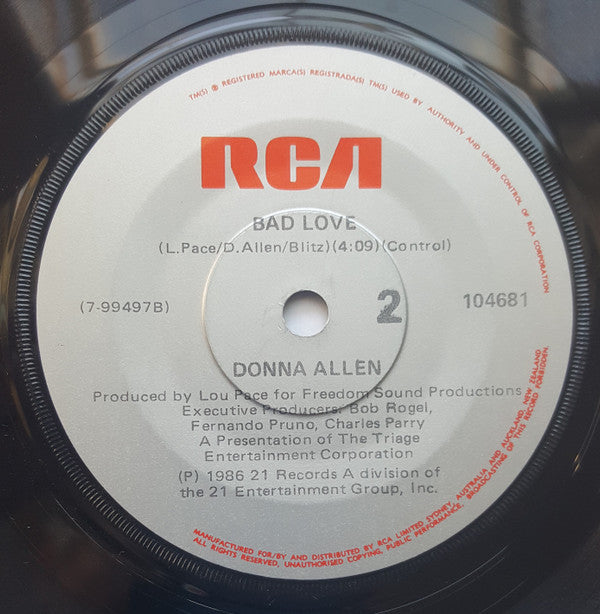 TM(S) ® REGISTERED MARCA(S) REGISTRADA(S) TM(S) USED BY AUTHORITY AND UNDER CONTROL OF RCA CORPORATION
RCA
BAD LOVE
(L.Pace/D.Allen/Blitz)(4:09)(Control)
(7-99497B) 2 104681
DONNA ALLEN
Produced by Lou Pace for Freedom Sound Productions
Executive Producers: Bob Rogel,
Fernando Pruno, Charles Parry
A Presentation of The Triage
Entertainment Corporation
(P) 1986 21 Records A division of
the 21 Entertainment Group, Inc.
MANUFACTURED FOR/BY AND DISTRIBUTED BY RCA LIMITED SYDNEY, AUSTRALIA AND AUCKLAND, NEW ZEALAND
ALL RIGHTS RESERVED, UNAUTHORISED COPYING, PUBLIC PERFORMANCE, BROADCASTING OF THIS RECORD FORBIDDEN.